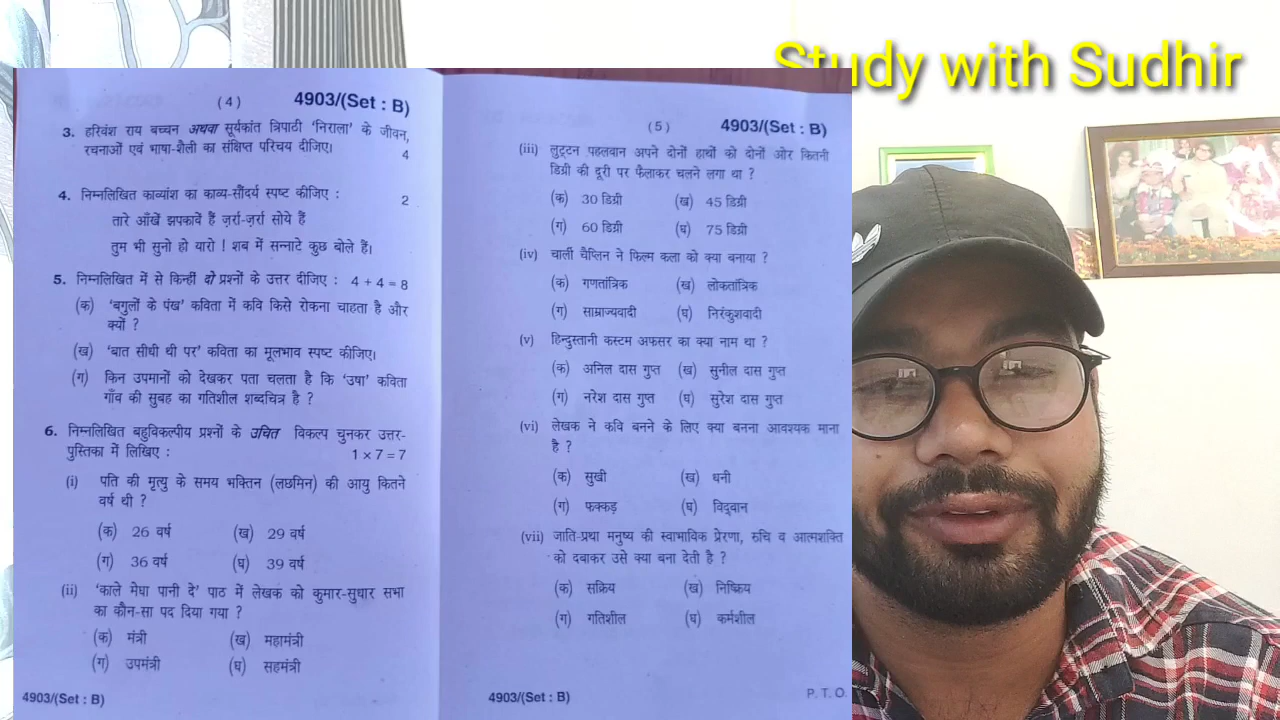 Study with Sudhir
(4) 4903/(Set : B)
3. हरिवंश राय बच्चन अथवा सूर्यकांत त्रिपाठी 'निराला' के जीवन,
रचनाओं एवं भाषा-शैली का संक्षिप्त परिचय दीजिए। 4
4. निम्नलिखित काव्यांश का काव्य-सौंदर्य स्पष्ट कीजिए : 2
तारे आँखें झपकावें हैं ज़र्रा-ज़र्रा सोये हैं
तुम भी सुनो हो यारो ! शब में सन्नाटे कुछ बोले हैं।
5. निम्नलिखित में से किन्हीं दो प्रश्नों के उत्तर दीजिए : 4 + 4 = 8
(क) 'बगुलों के पंख' कविता में कवि किसे रोकना चाहता है और
क्यों ?
(ख) 'बात सीधी थी पर' कविता का मूलभाव स्पष्ट कीजिए।
(ग) किन उपमानों को देखकर पता चलता है कि 'उषा' कविता
गाँव की सुबह का गतिशील शब्दचित्र है ?
6. निम्नलिखित बहुविकल्पीय प्रश्नों के उचित विकल्प चुनकर उत्तर-
पुस्तिका में लिखिए : 1 × 7 = 7
(i) पति की मृत्यु के समय भक्तिन (लछमिन) की आयु कितने
वर्ष थी ?
(क) 26 वर्ष (ख) 29 वर्ष
(ग) 36 वर्ष (घ) 39 वर्ष
(ii) 'काले मेघा पानी दे' पाठ में लेखक को कुमार-सुधार सभा
का कौन-सा पद दिया गया ?
(क) मंत्री (ख) महामंत्री
(ग) उपमंत्री (घ) सहमंत्री
4903/(Set : B)
(5) 4903/(Set : B)
(iii) लुट्टन पहलवान अपने दोनों हाथों को दोनों ओर कितनी
डिग्री की दूरी पर फैलाकर चलने लगा था ?
(क) 30 डिग्री (ख) 45 डिग्री
(ग) 60 डिग्री (घ) 75 डिग्री
(iv) चार्ली चैप्लिन ने फिल्म कला को क्या बनाया ?
(क) गणतांत्रिक (ख) लोकतांत्रिक
(ग) साम्राज्यवादी (घ) निरंकुशवादी
(v) हिन्दुस्तानी कस्टम अफसर का क्या नाम था ?
(क) अनिल दास गुप्त (ख) सुनील दास गुप्त
(ग) नरेश दास गुप्त (घ) सुरेश दास गुप्त
(vi) लेखक ने कवि बनने के लिए क्या बनना आवश्यक माना
है ?
(क) सुखी (ख) धनी
(ग) फक्कड़ (घ) विद्वान
(vii) जाति-प्रथा मनुष्य की स्वाभाविक प्रेरणा, रुचि व आत्मशक्ति
को दबाकर उसे क्या बना देती है ?
(क) सक्रिय (ख) निष्क्रिय
(ग) गतिशील (घ) कर्मशील
4903/(Set : B) P. T. O.